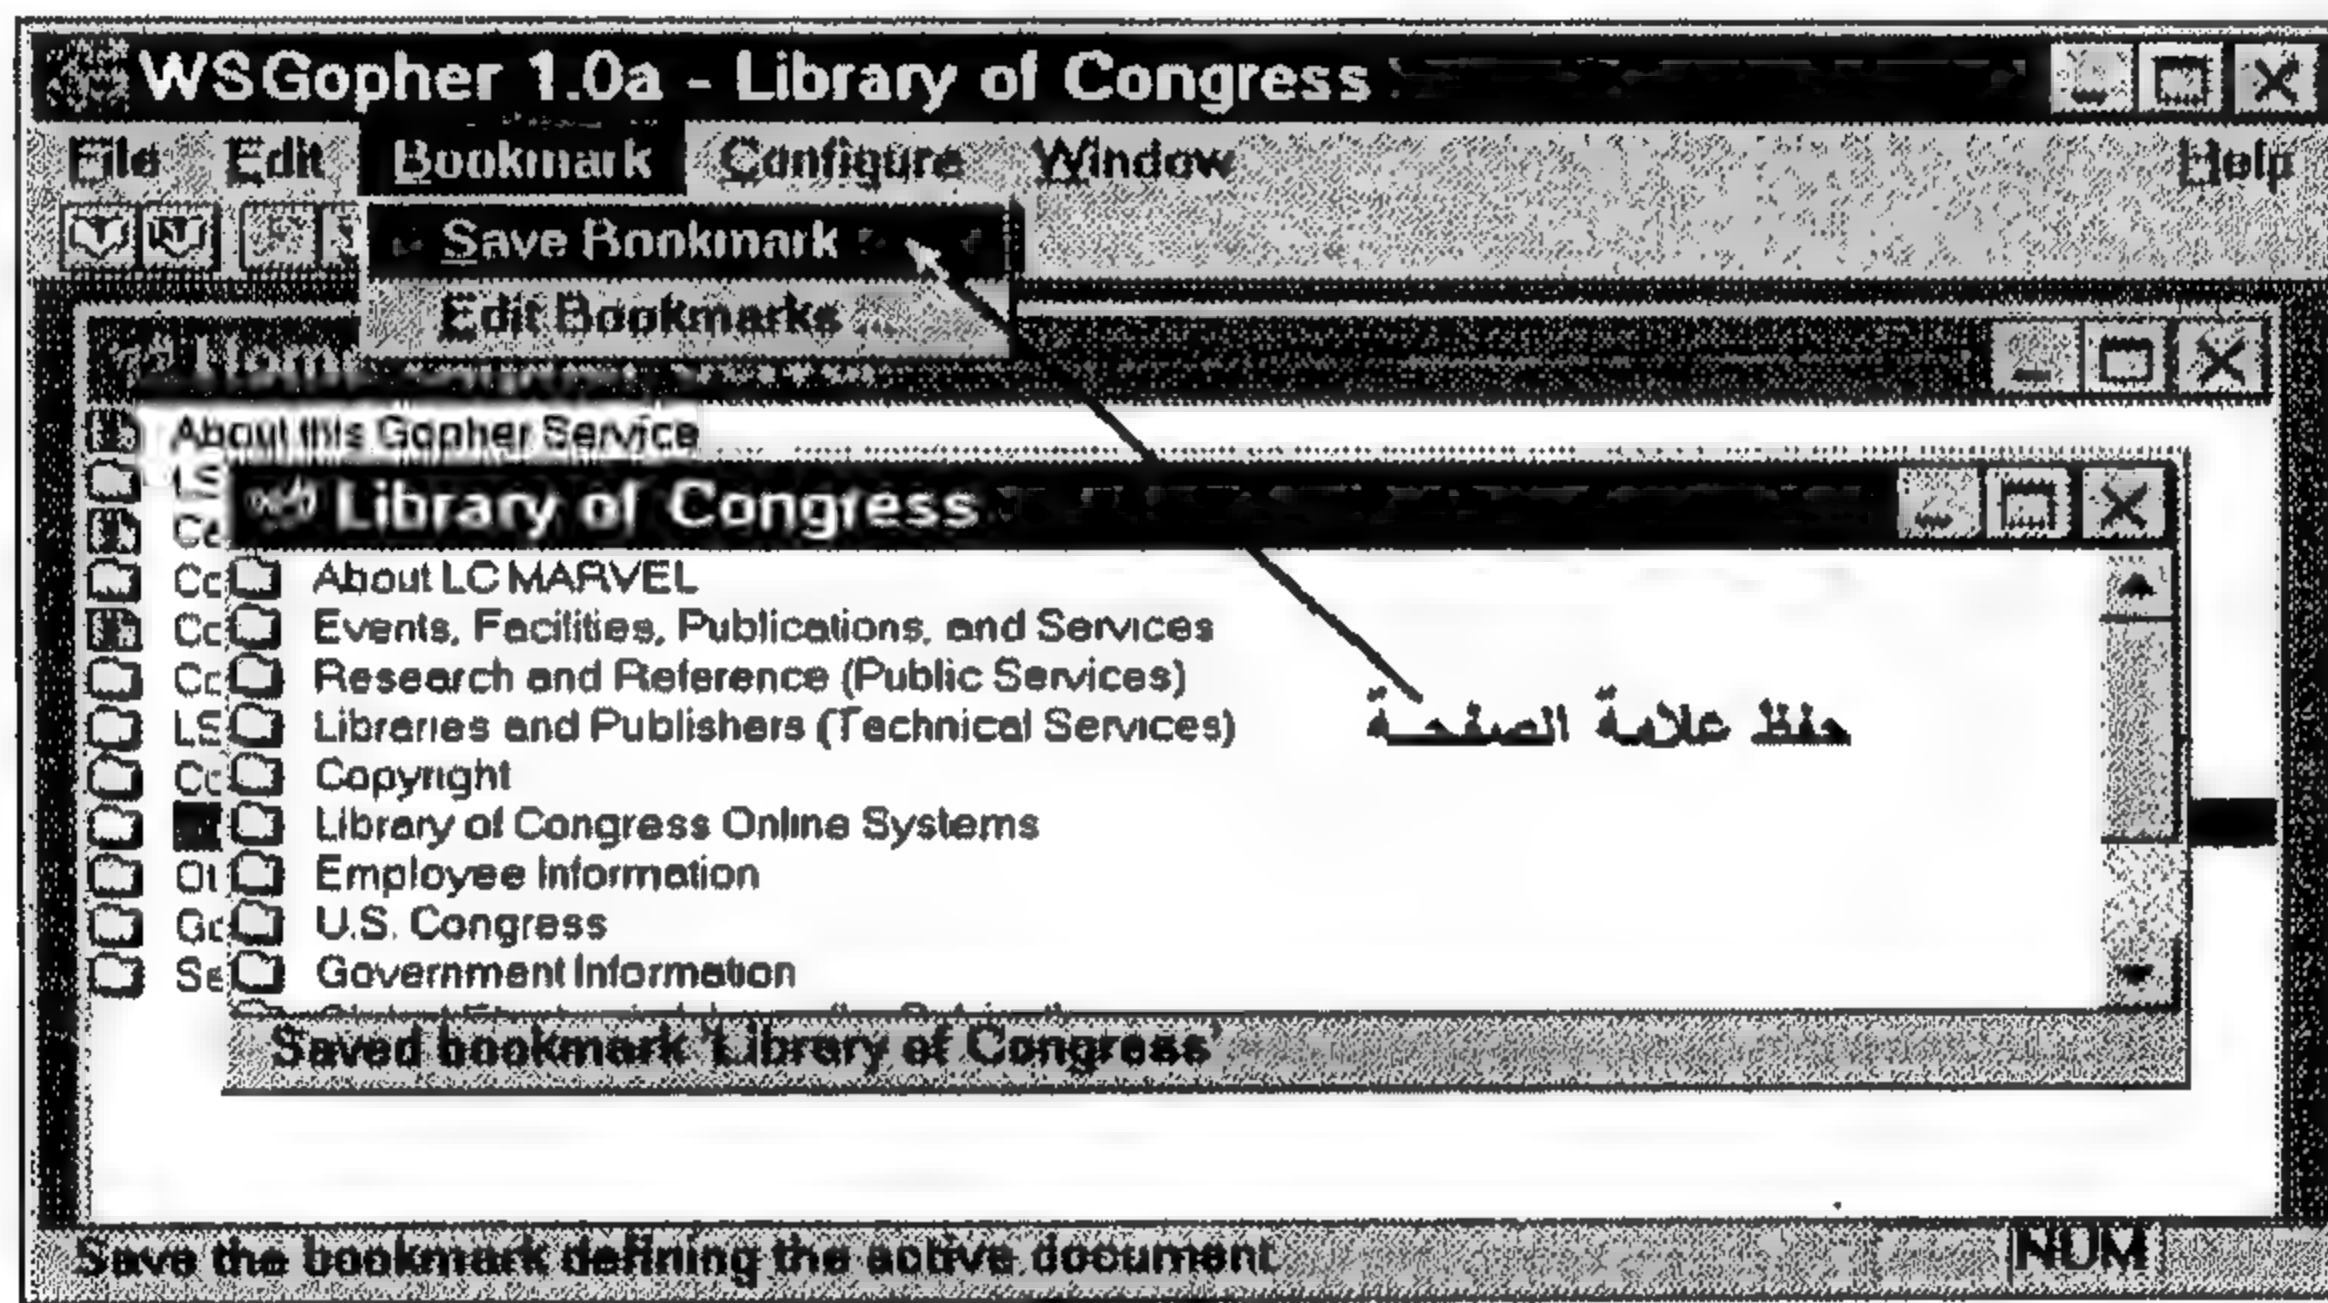 WSGopher 1.0a - Library of Congress
File Edit Bookmark Configure Window Help
Save Bookmark
Edit Bookmarks ...
About this Gopher Service
Library of Congress
About LC MARVEL
Events, Facilities, Publications, and Services
Research and Reference (Public Services)
Libraries and Publishers (Technical Services)
حفظ علامة الصفحة
Copyright
Library of Congress Online Systems
Employee Information
U.S. Congress
Government Information
Saved bookmark 'Library of Congress'
Save the bookmark defining the active document
NUM